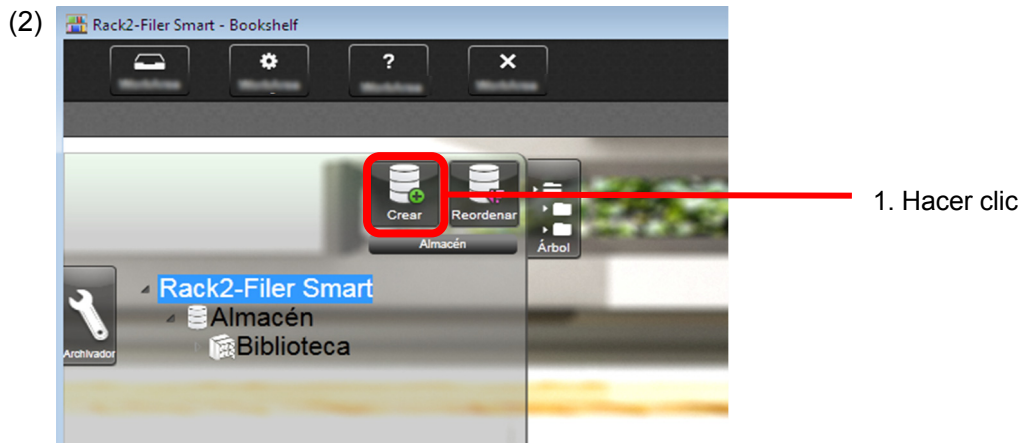 (2)
Rack2-Filer Smart - Bookshelf
?
Crear
Reordenar
Almacén
Árbol
1. Hacer clic
Rack2-Filer Smart
Almacén
Biblioteca
Archivador